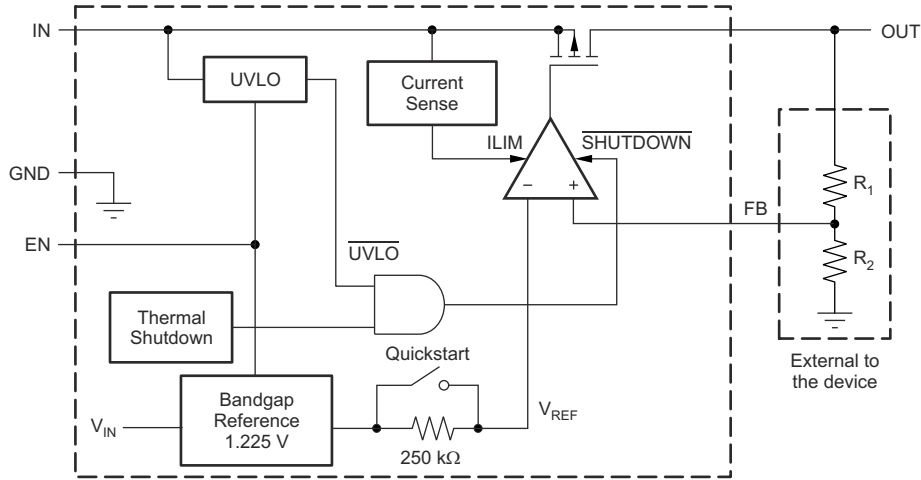 IN
OUT
UVLO
Current
Sense
ILIM
SHUTDOWN
− +
GND
FB
R1
EN
UVLO
R2
Thermal
Shutdown
Quickstart
External to
the device
Bandgap
Reference
1.225 V
VIN
VREF
250 kΩ